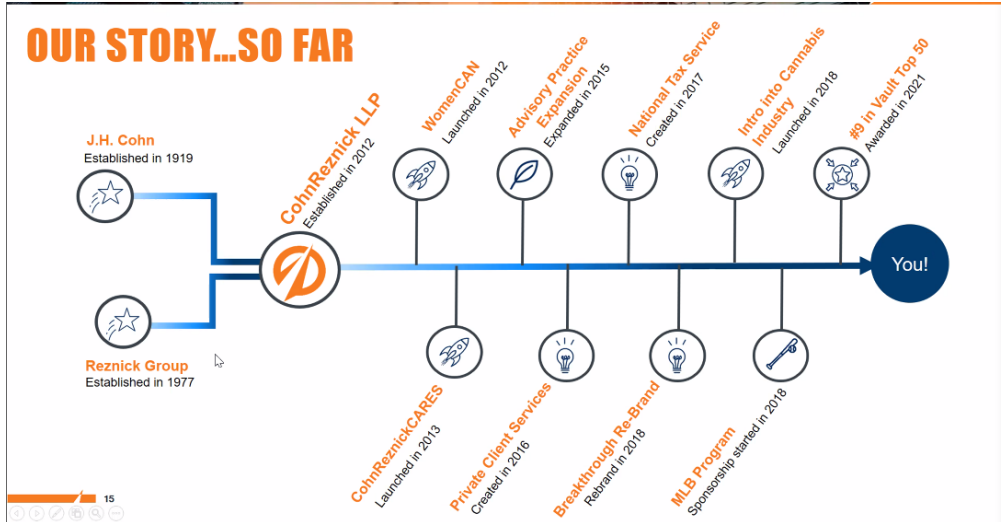 OUR STORY...SO FAR
J.H. Cohn
Established in 1919
Reznick Group
Established in 1977
CohnReznick LLP
Established in 2012
WomenCAN
Launched in 2012
CohnReznickCARES
Launched in 2013
Advisory Practice
Expansion
Expanded in 2015
Private Client Services
Created in 2016
National Tax Service
Created in 2017
Breakthrough Re-Brand
Rebrand in 2018
Intro into Cannabis
Industry
Launched in 2018
MLB Program
Sponsorship started in 2018
#9 in Vault Top 50
Awarded in 2021
You!
15